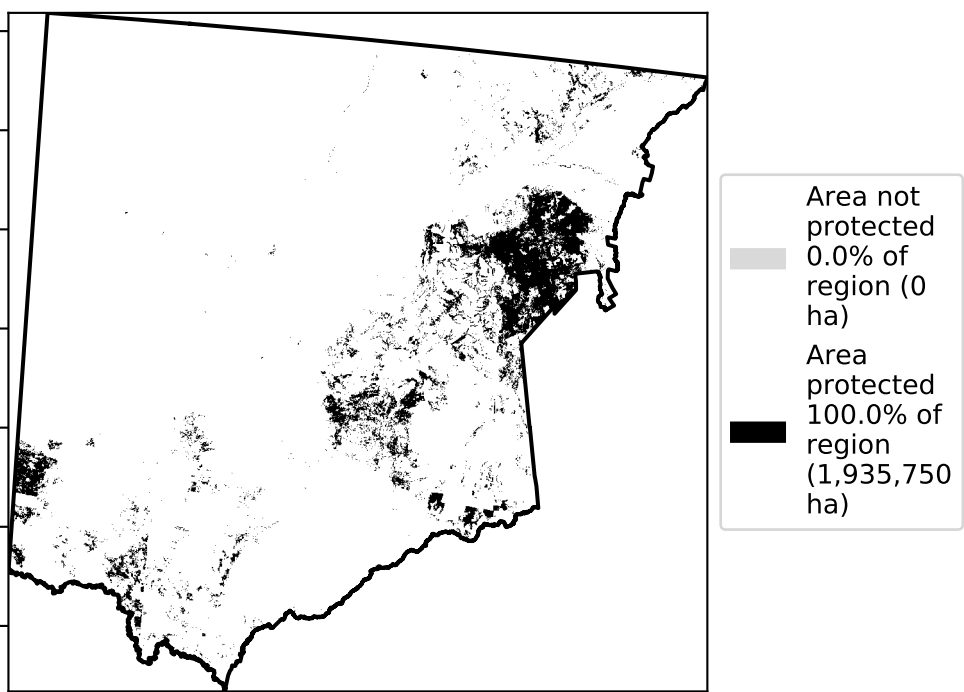 Area not
protected
0.0% of
region (0
ha)
Area
protected
100.0% of
region
(1,935,750
ha)